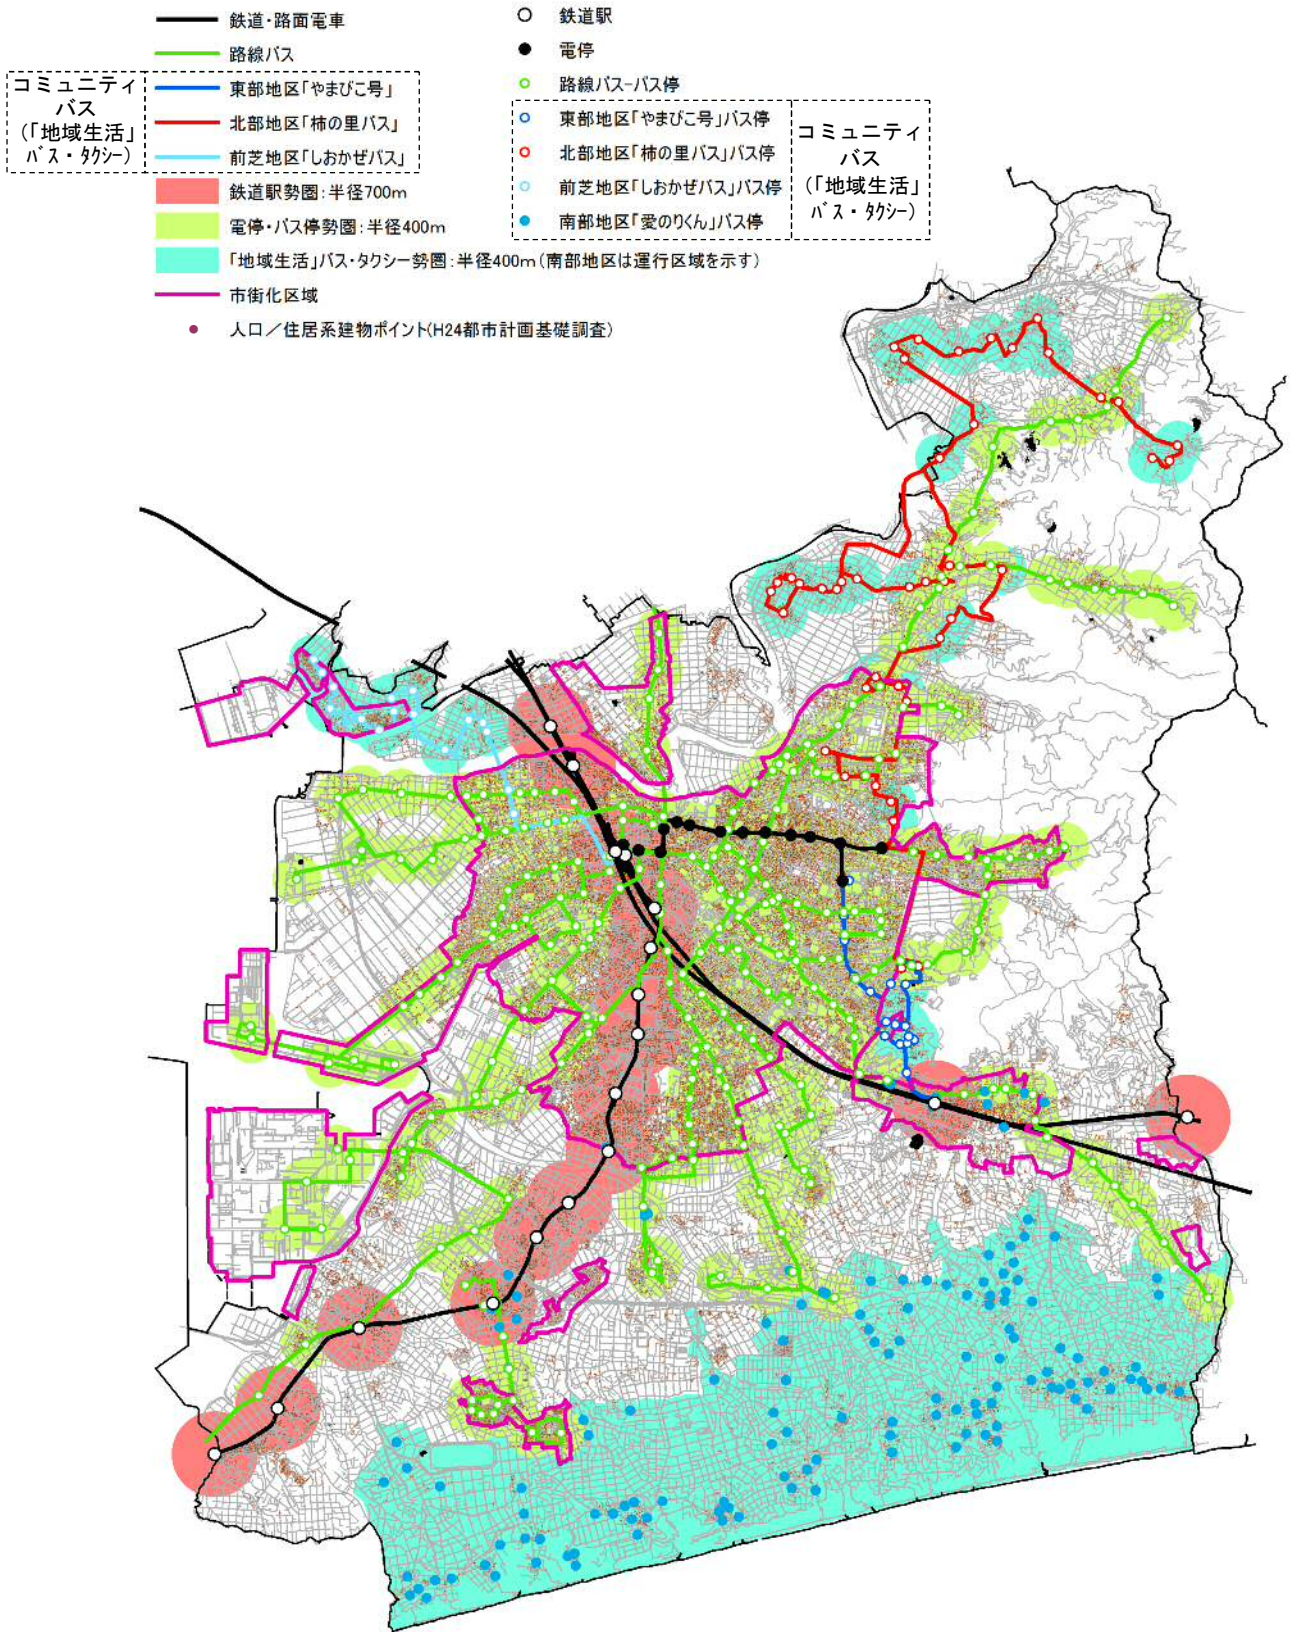 鉄道・路面電車
路線バス
コミュニティ
バス
(「地域生活」
バス・タクシー)
東部地区「やまびこ号」
北部地区「柿の里バス」
前芝地区「しおかぜバス」
鉄道駅勢圏:半径700m
電停・バス停勢圏:半径400m
「地域生活」バス・タクシー勢圏:半径400m(南部地区は運行区域を示す)
市街化区域
人口/住居系建物ポイント(H24都市計画基礎調査)
鉄道駅
電停
路線バス-バス停
東部地区「やまびこ号」バス停
北部地区「柿の里バス」バス停
前芝地区「しおかぜバス」バス停
南部地区「愛のりくん」バス停
コミュニティ
バス
(「地域生活」
バス・タクシー)